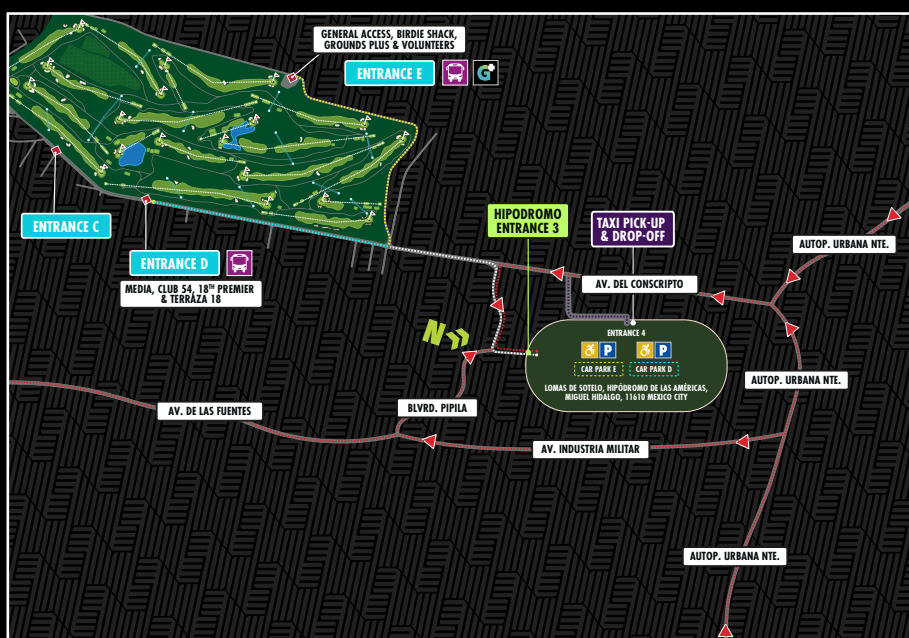 GENERAL ACCESS, BIRDIE SHACK,
GROUNDS PLUS & VOLUNTEERS
ENTRANCE E
G+
ENTRANCE C
ENTRANCE D
MEDIA, CLUB 54, 18TH PREMIER
& TERRAZA 18
HIPODROMO
ENTRANCE 3
TAXI PICK-UP
& DROP-OFF
AUTOP. URBANA NTE.
AV. DEL CONSCRIPTO
N
ENTRANCE 4
P
P
CAR PARK E
CAR PARK D
LOMAS DE SOTELO, HIPÓDROMO DE LAS AMÉRICAS,
MIGUEL HIDALGO, 11610 MEXICO CITY
AUTOP. URBANA NTE.
AV. DE LAS FUENTES
BLVRD. PIPILA
AV. INDUSTRIA MILITAR
AUTOP. URBANA NTE.